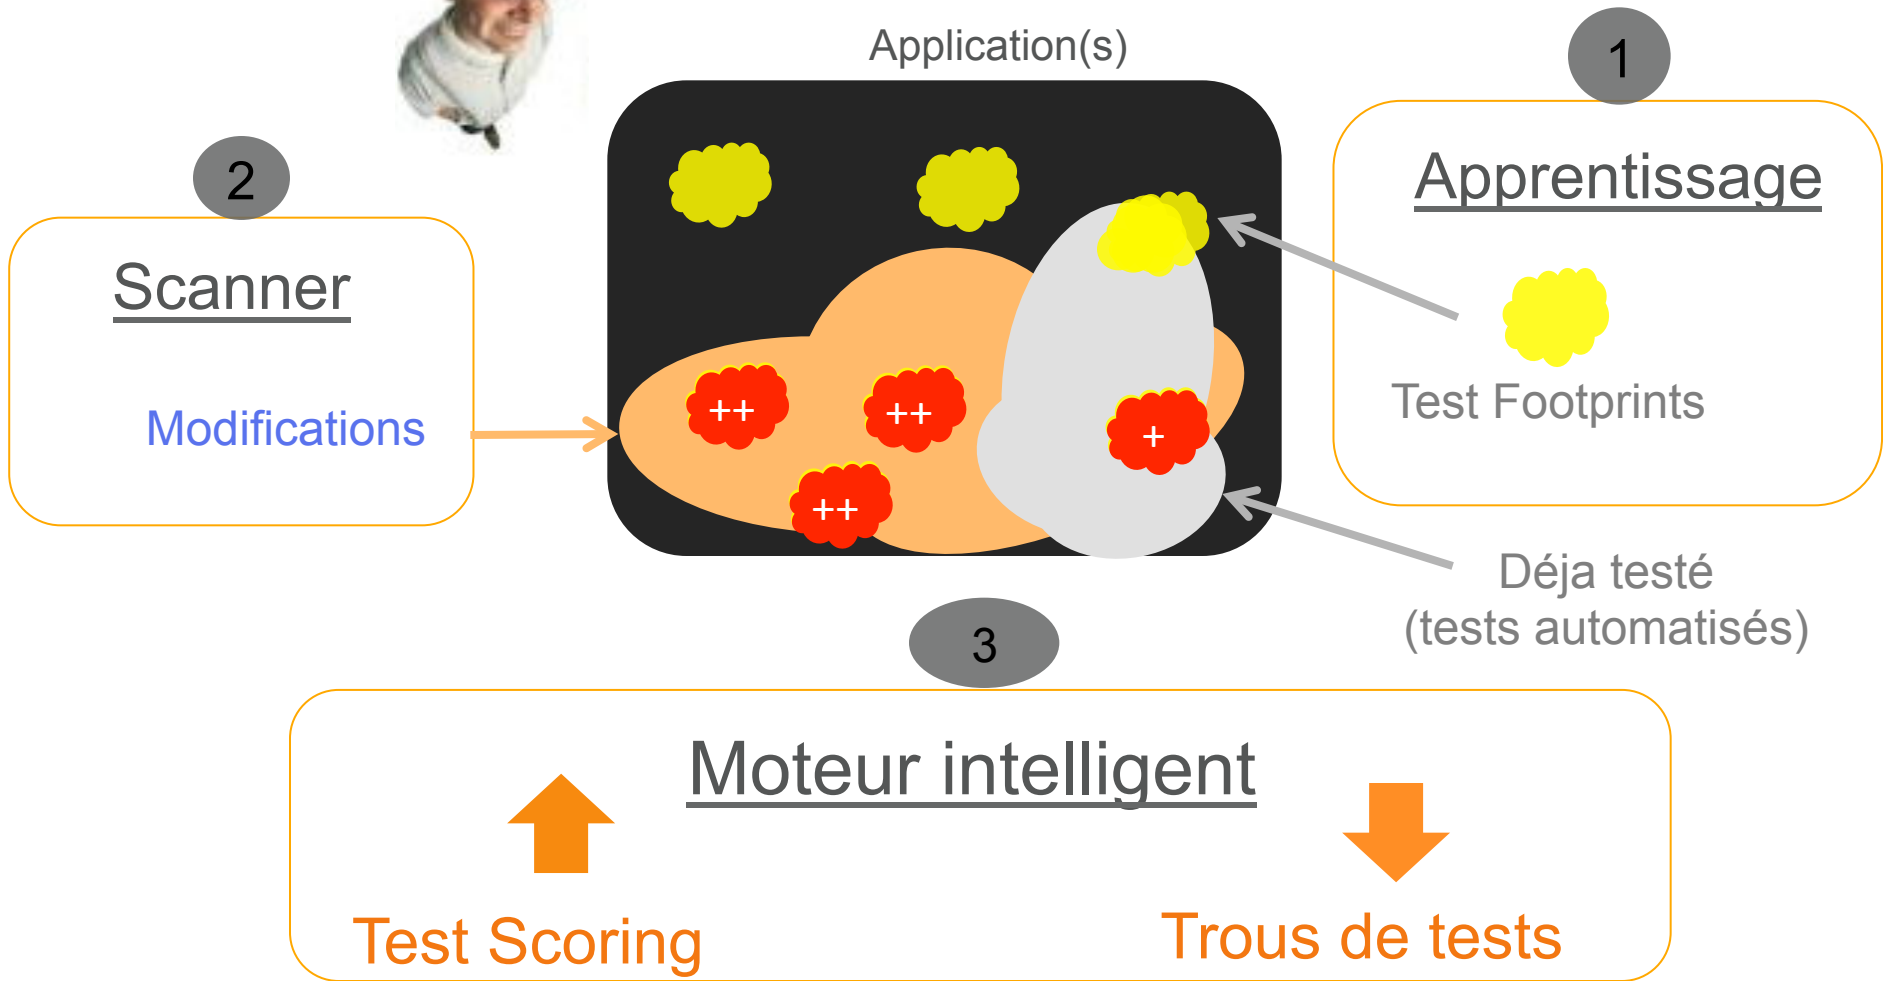 Application(s)
1
Apprentissage
Test Footprints
2
Scanner
Modifications
++
++
++
+
Déja testé
(tests automatisés)
3
Moteur intelligent
Test Scoring
Trous de tests